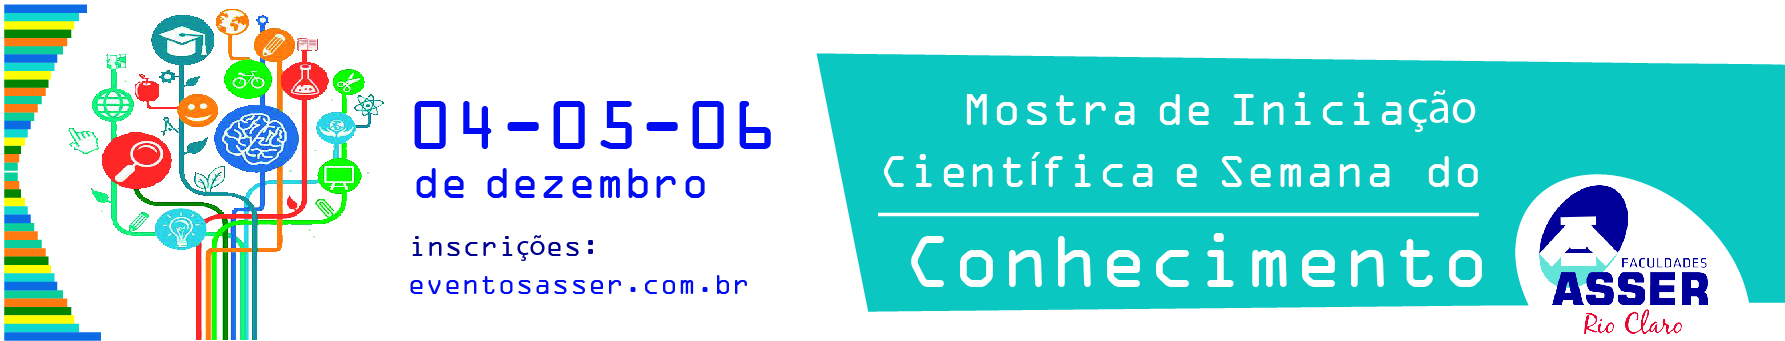 04-05-06
de dezembro
inscrições:
eventosasser.com.br
Mostra de Iniciação
Científica e Semana do
Conhecimento
FACULDADES
ASSER
Rio Claro